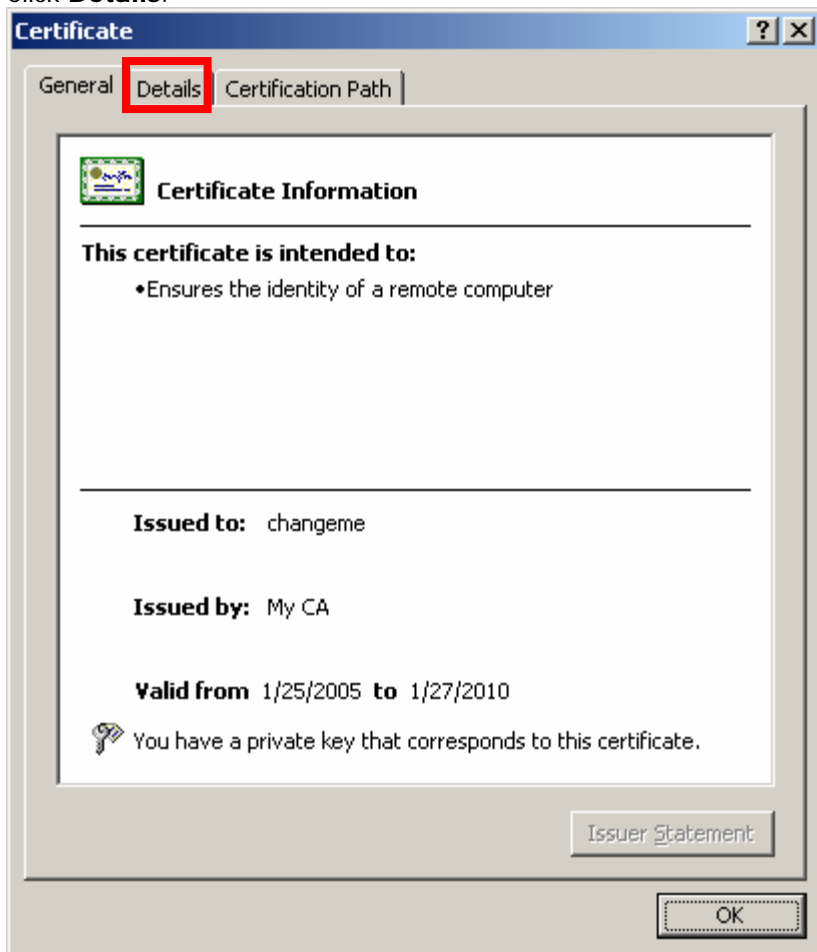 click Details.
Certificate
General Details Certification Path
Certificate Information
This certificate is intended to:
•Ensures the identity of a remote computer
Issued to: changeme
Issued by: My CA
Valid from 1/25/2005 to 1/27/2010
You have a private key that corresponds to this certificate.
Issuer Statement
OK